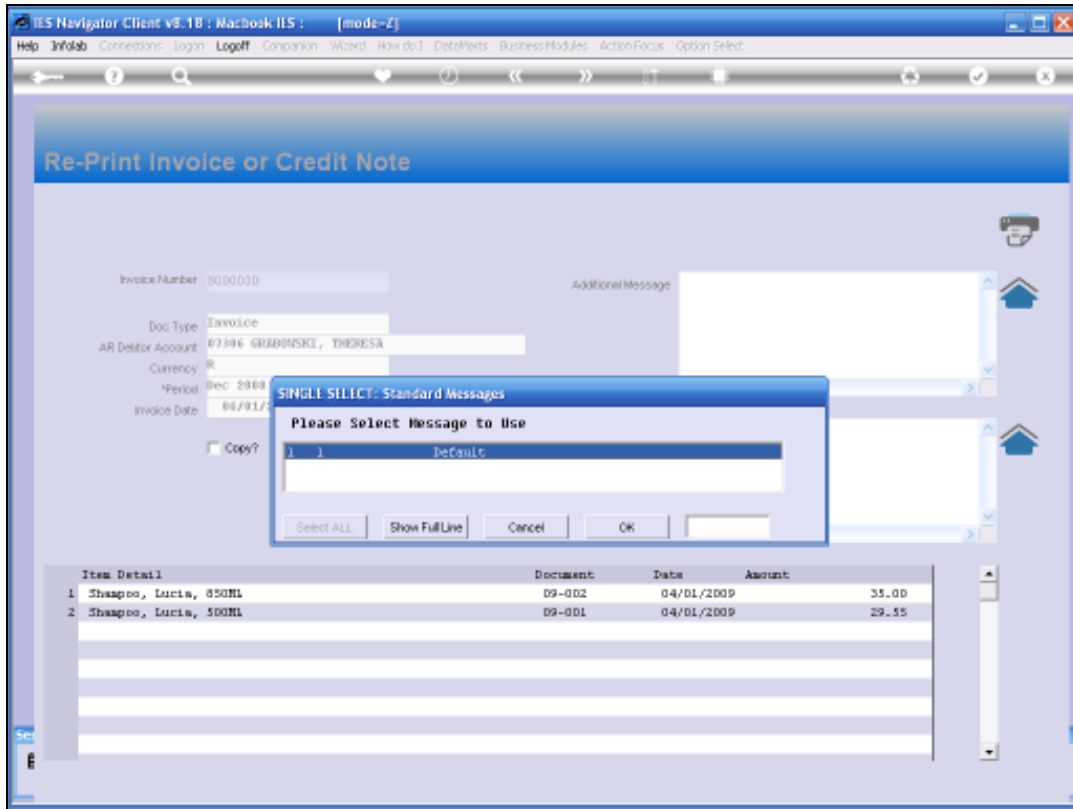 IES Navigator Client v8.1B : Macbook IES : [mode-Z]
Help Infolab Connections Logon Logoff Companion Wizard How do I DataAlerts Business Modules Action Focus Option Select
Re-Print Invoice or Credit Note
Invoice Number 8000030
Additional Message
Doc Type Invoice
AR Debtor Account 07306 GRABOWSKI, THERESA
Currency R
*Period Dec 2008
Invoice Date 04/01/
Copy?
SINGLE SELECT: Standard Messages
Please Select Message to Use
1 1 Default
Select ALL Show Full Line Cancel OK
Item Detail Document Date Amount
1 Shampoo, Lucin, 850ML 09-002 04/01/2009 35.00
2 Shampoo, Lucin, 500ML 09-001 04/01/2009 29.55